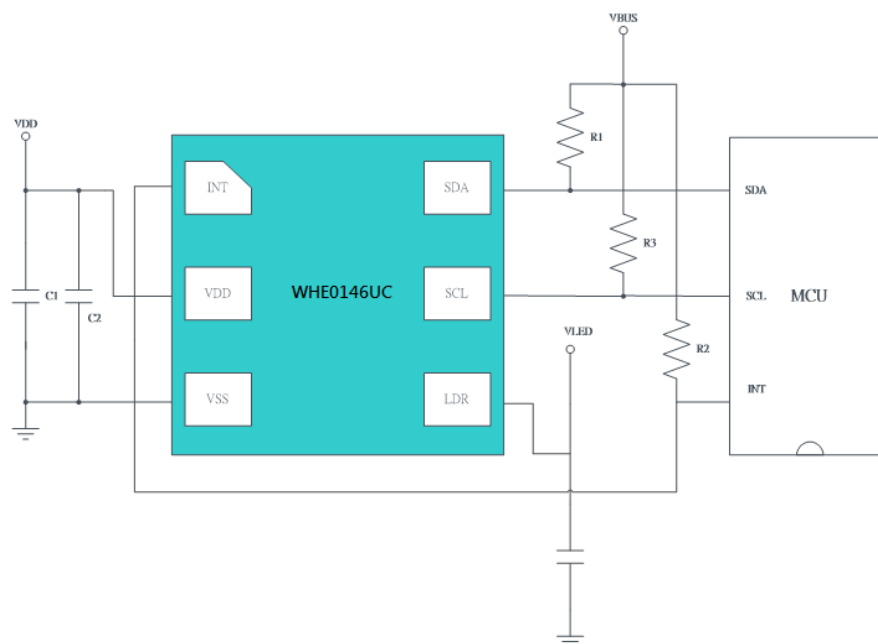 VBUS
VDD
R1
INT
SDA
SDA
R3
C1
VDD
WHE0146UC
SCL
SCL
MCU
C2
VLED
R2
VSS
LDR
INT